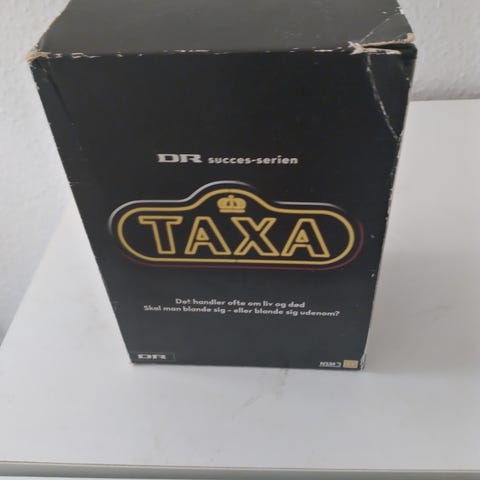 DR succes-serien
TAXA
Det handler ofte om liv og død
Skal man blande sig - eller blande sig udenom?
DR